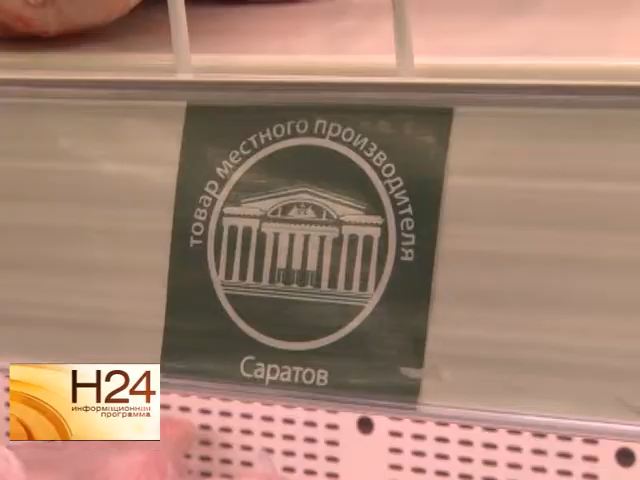 товар местного производителя
Саратов
Н24
информационная
программа